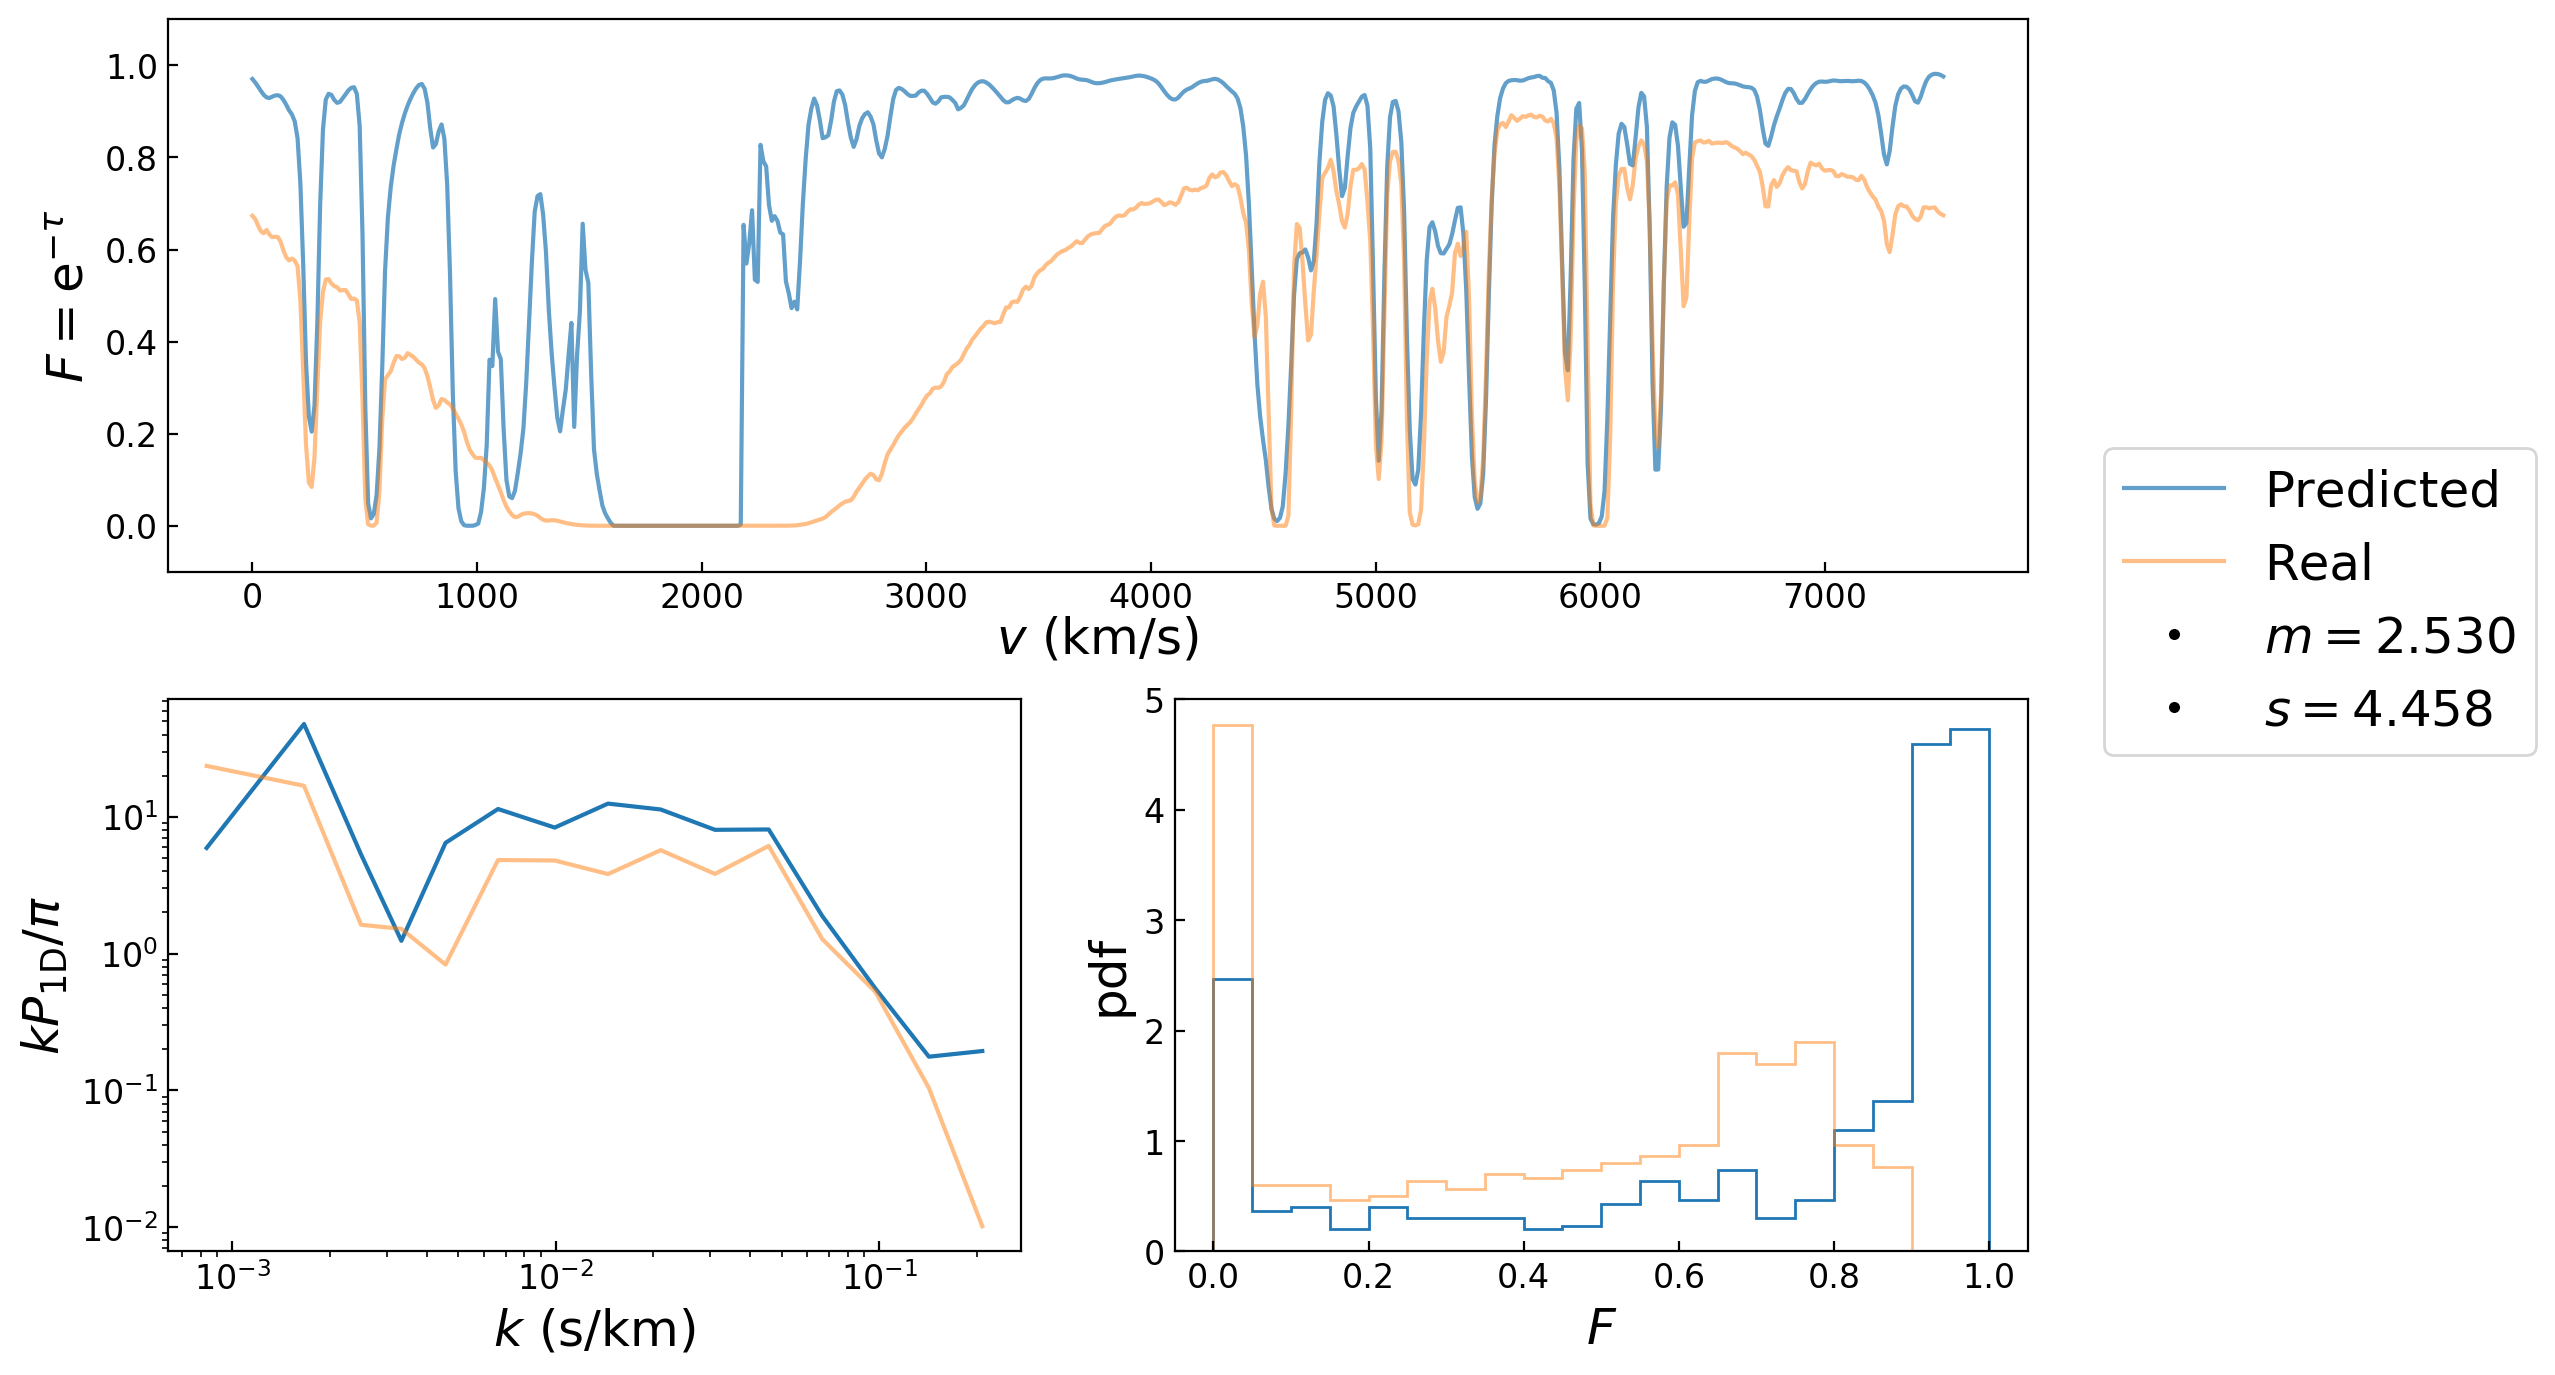 1.0
0.8
0.6
0.4
0.2
0.0
F = e^{−τ}
0 1000 2000 3000 4000 5000 6000 7000
v (km/s)
Predicted
Real
m = 2.530
s = 4.458
10^1
10^0
10^{−1}
10^{−2}
kP_{1D}/π
10^{−3} 10^{−2} 10^{−1}
k (s/km)
5
4
3
2
1
0
pdf
0.0 0.2 0.4 0.6 0.8 1.0
F